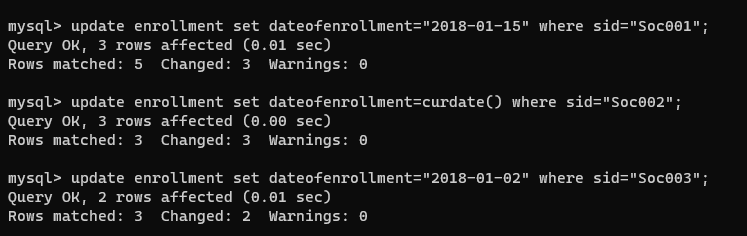 mysql> update enrollment set dateofenrollment="2018-01-15" where sid="Soc001";
Query OK, 3 rows affected (0.01 sec)
Rows matched: 5  Changed: 3  Warnings: 0
mysql> update enrollment set dateofenrollment=curdate() where sid="Soc002";
Query OK, 3 rows affected (0.00 sec)
Rows matched: 3  Changed: 3  Warnings: 0
mysql> update enrollment set dateofenrollment="2018-01-02" where sid="Soc003";
Query OK, 2 rows affected (0.01 sec)
Rows matched: 3  Changed: 2  Warnings: 0